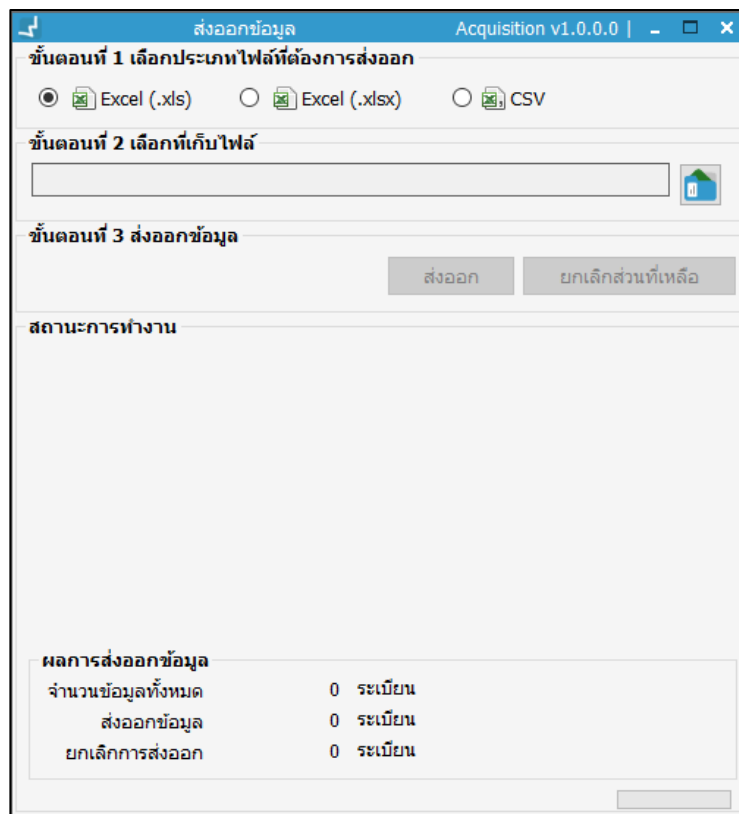 ส่งออกข้อมูล Acquisition v1.0.0.0 |
ขั้นตอนที่ 1 เลือกประเภทไฟล์ที่ต้องการส่งออก
Excel (.xls) Excel (.xlsx) CSV
ขั้นตอนที่ 2 เลือกที่เก็บไฟล์
ขั้นตอนที่ 3 ส่งออกข้อมูล
ส่งออก ยกเลิกส่วนที่เหลือ
สถานะการทำงาน
ผลการส่งออกข้อมูล
จำนวนข้อมูลทั้งหมด 0 ระเบียน
ส่งออกข้อมูล 0 ระเบียน
ยกเลิกการส่งออก 0 ระเบียน